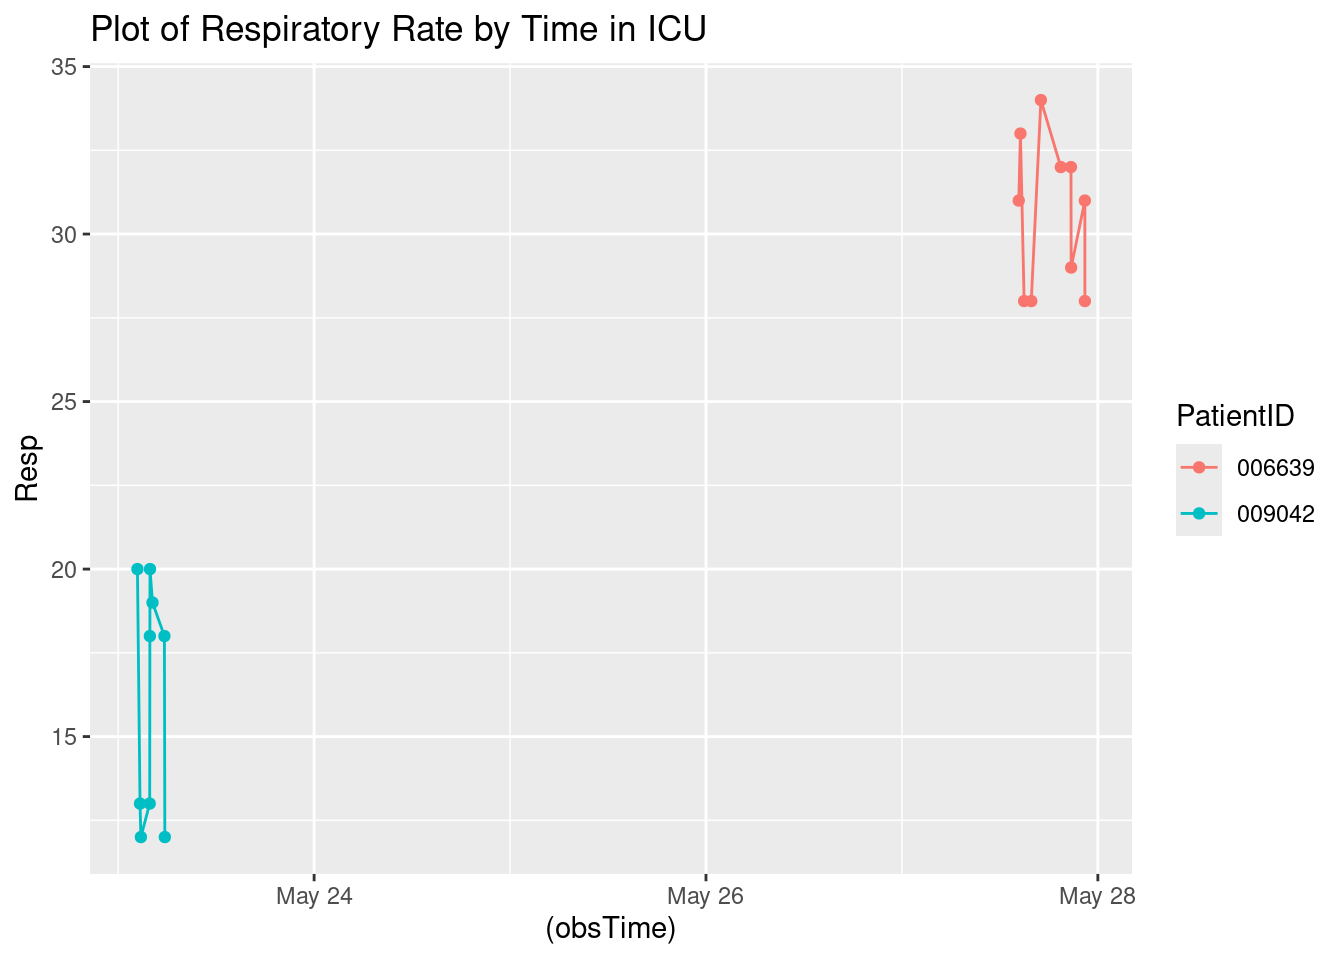 Plot of Respiratory Rate by Time in ICU
35
30
25
20
15
Resp
May 24
May 26
May 28
(obsTime)
PatientID
006639
009042